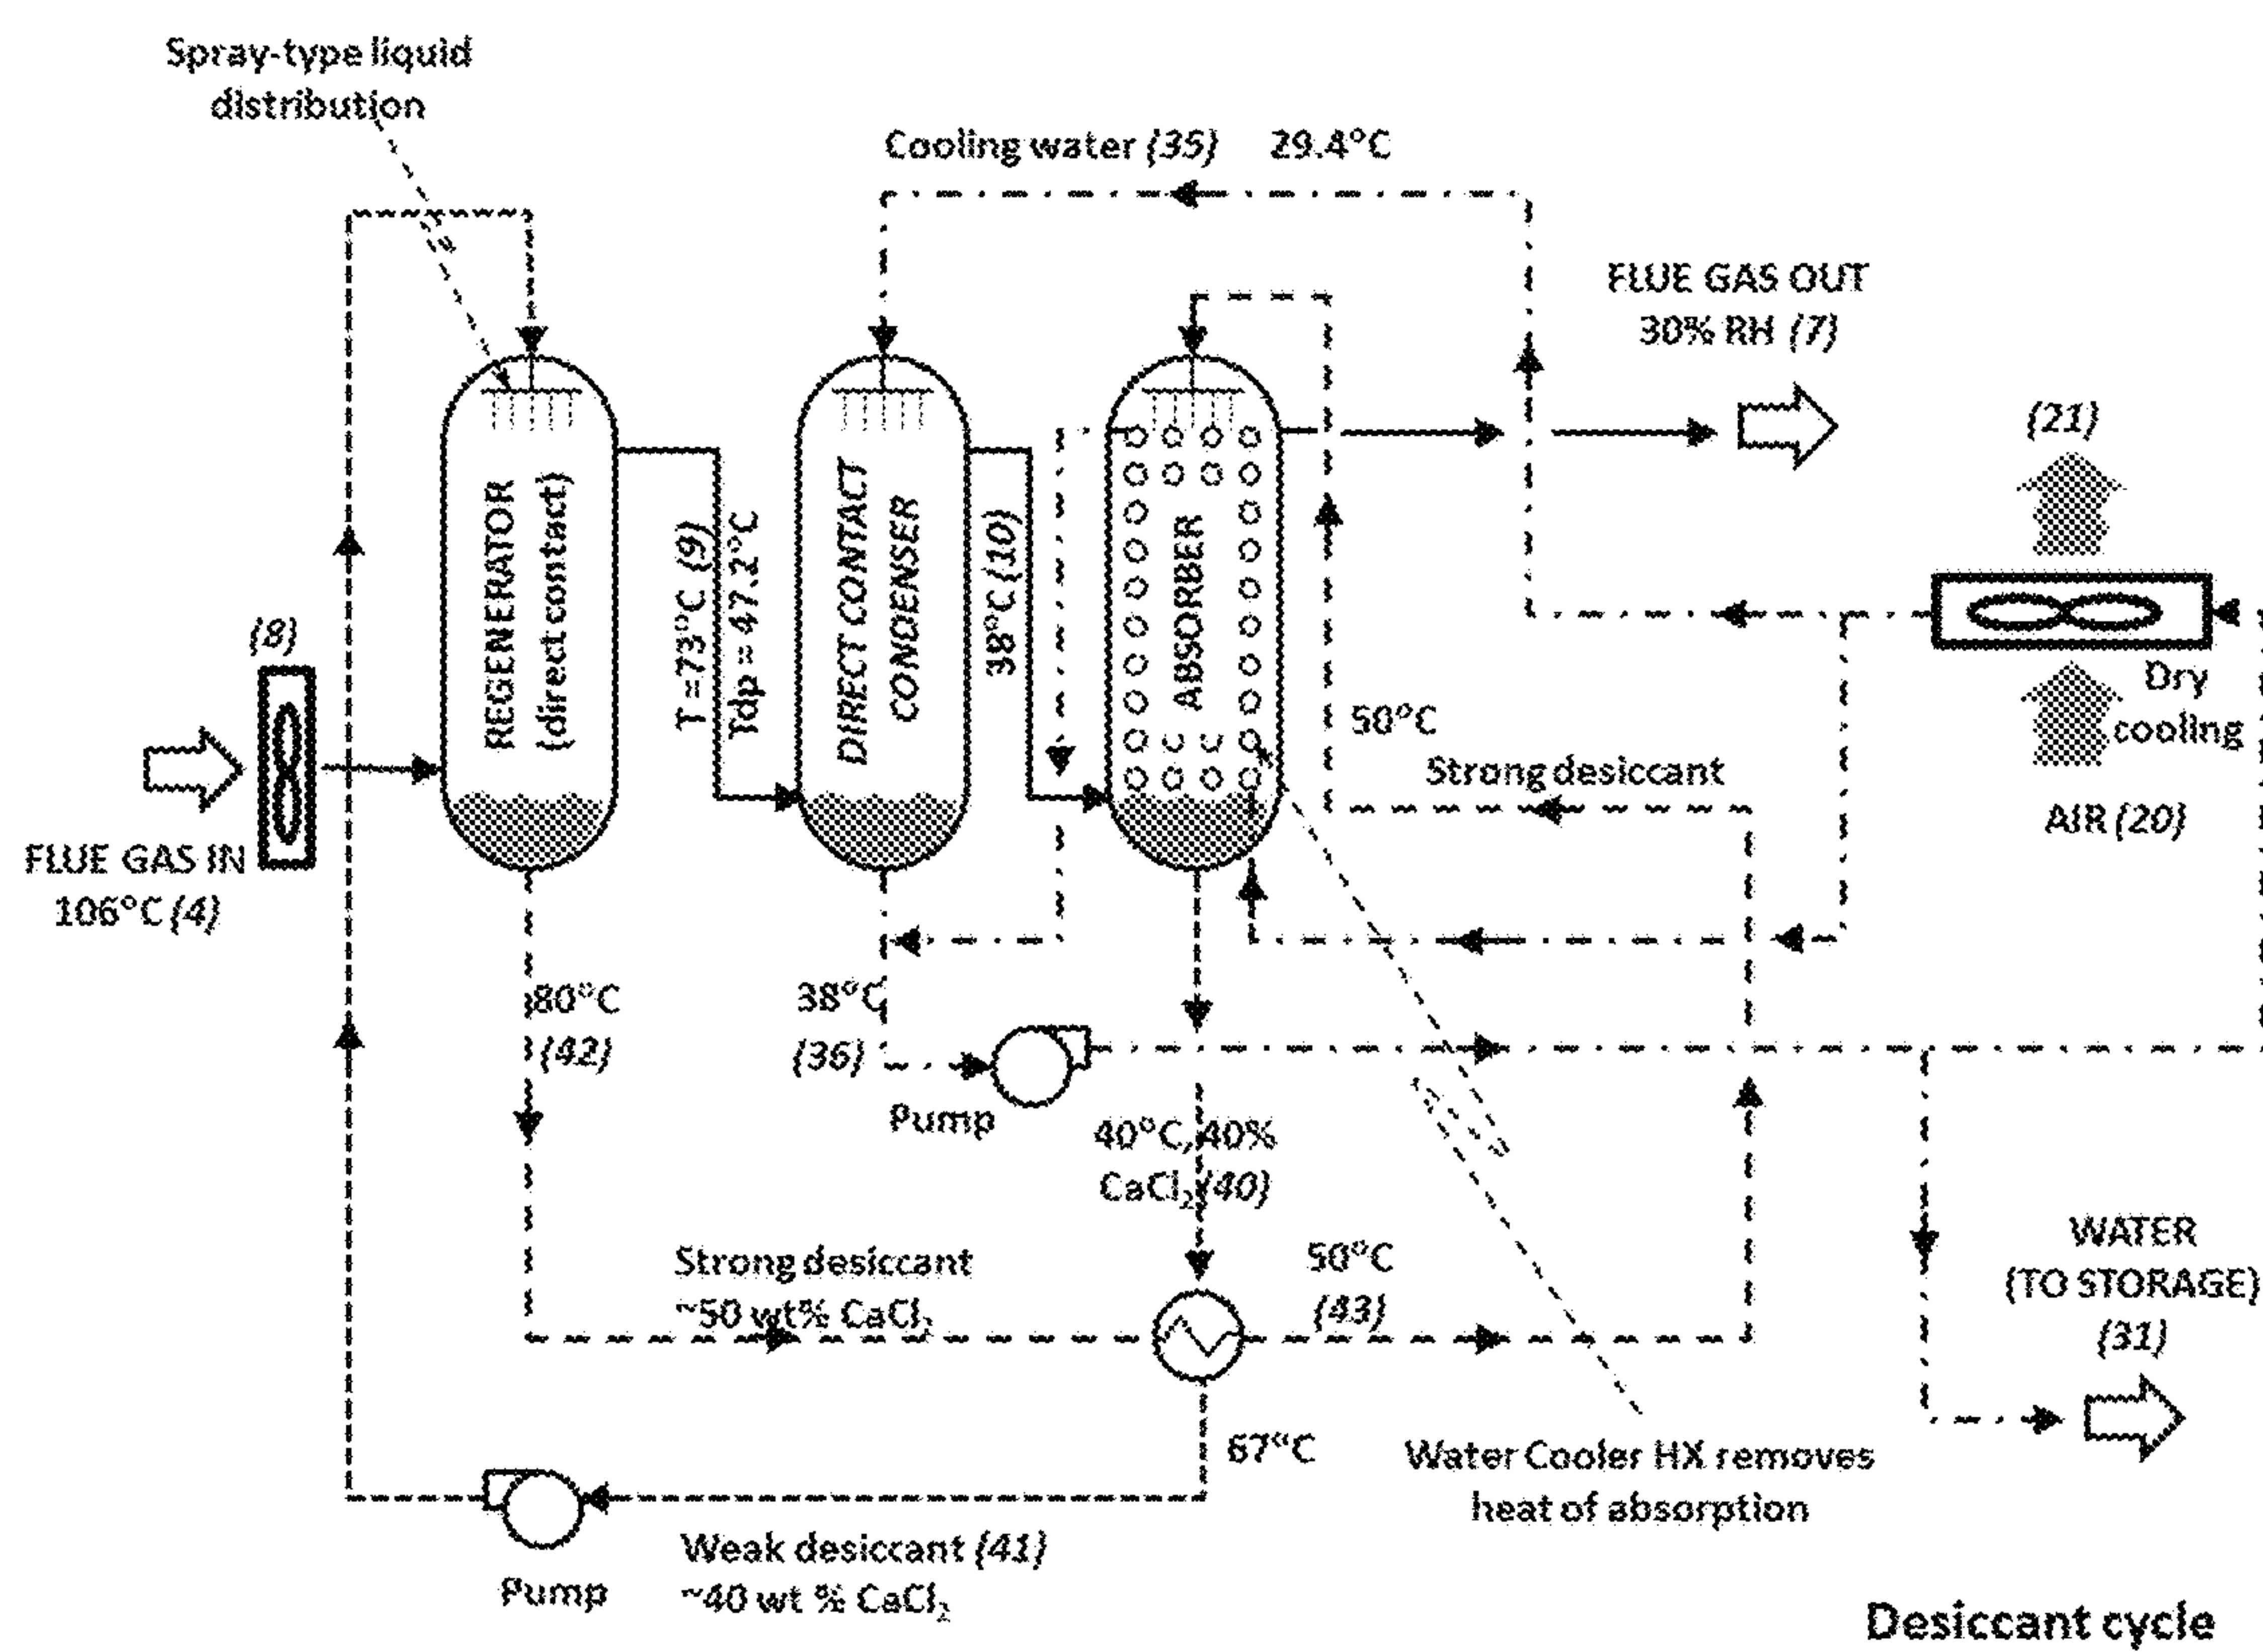 Spray-type liquid
distribution
Cooling water (35) 29.4°C
FLUE GAS OUT
30% RH (7)
(21)
REGENERATOR
(direct contact)
T =73°C (9)
Tdp = 47.2°C
DIRECT CONTACT
CONDENSER
38°C (10)
ABSORBER
(8)
FLUE GAS IN
106°C (4)
50°C
Strong desiccant
Dry
cooling
AIR (20)
80°C
(42)
38°C
(36)
Pump
40°C, 40%
CaCl₂ (40)
Strong desiccant
~50 wt% CaCl₂
50°C
(43)
WATER
(TO STORAGE)
(31)
67°C
Water Cooler HX removes
heat of absorption
Pump
Weak desiccant (41)
~40 wt % CaCl₂
Desiccant cycle